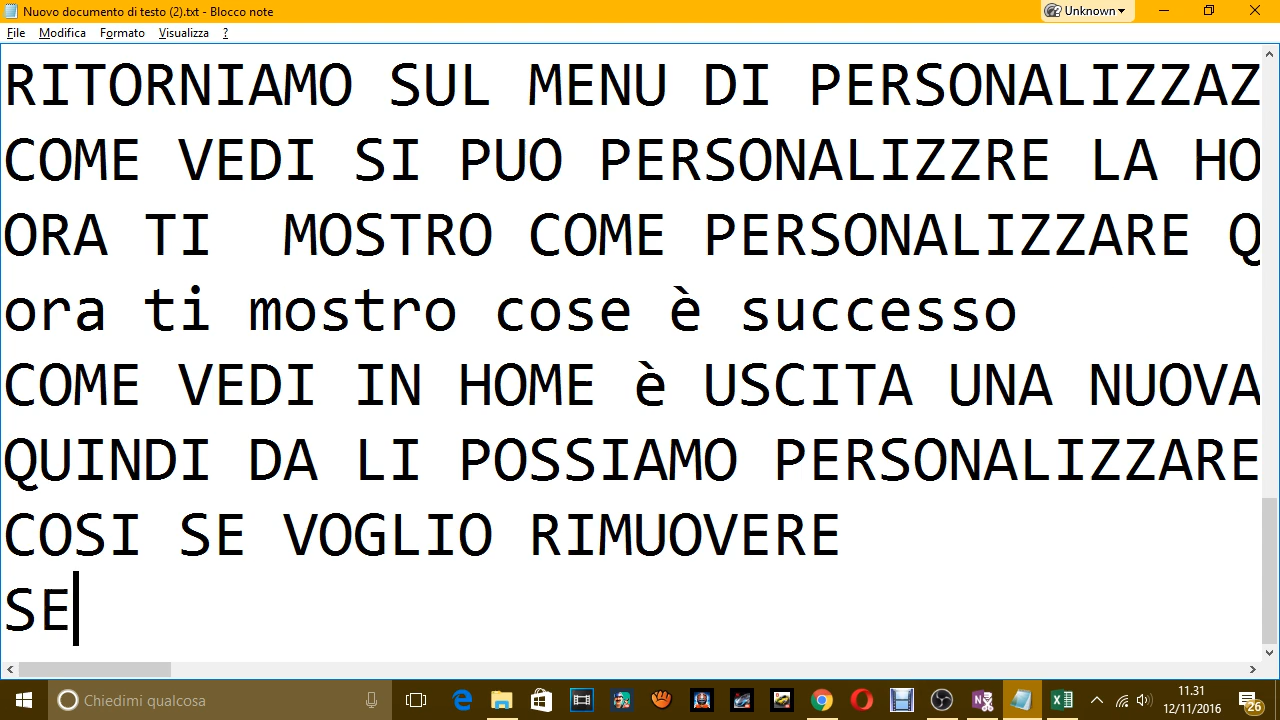 Nuovo documento di testo (2).txt - Blocco note
Unknown
File Modifica Formato Visualizza ?
RITORNIAMO SUL MENU DI PERSONALIZZAZ
COME VEDI SI PUO PERSONALIZZRE LA HO
ORA TI  MOSTRO COME PERSONALIZZARE Q
ora ti mostro cose è successo
COME VEDI IN HOME è USCITA UNA NUOVA
QUINDI DA LI POSSIAMO PERSONALIZZARE
COSI SE VOGLIO RIMUOVERE
SE
Chiedimi qualcosa
11.31
12/11/2016
26